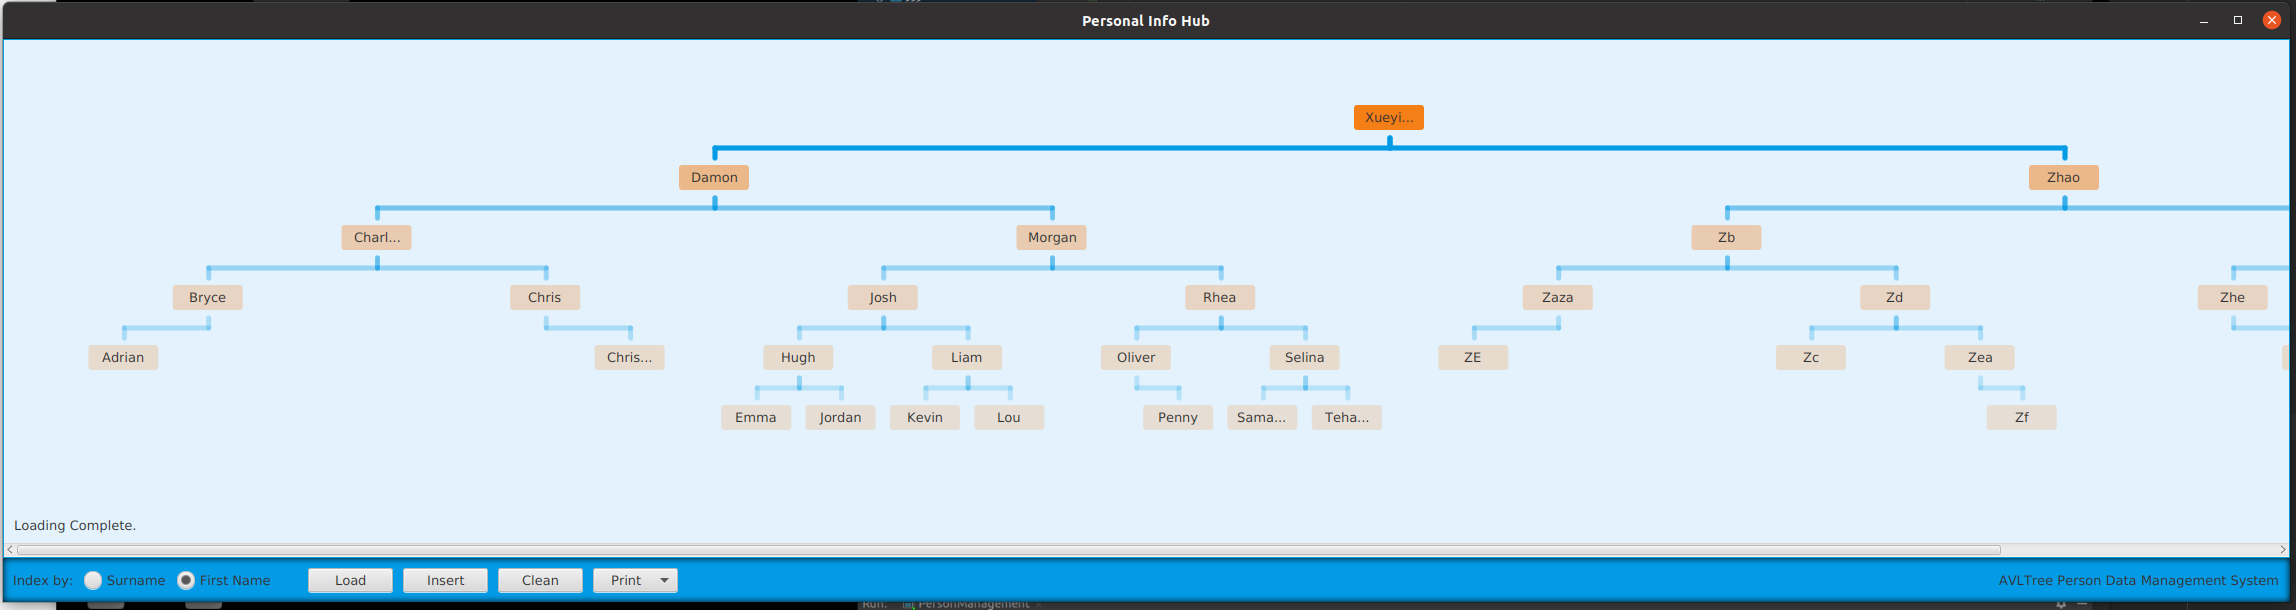 Personal Info Hub
Xueyi...
Damon Zhao
Charl... Morgan Zb
Bryce Chris Josh Rhea Zaza Zd Zhe
Adrian Chris... Hugh Liam Oliver Selina ZE Zc Zea
Emma Jordan Kevin Lou Penny Sama... Teha... Zf
Loading Complete.
Index by: Surname First Name Load Insert Clean Print AVLTree Person Data Management System
Run: PersonManagement